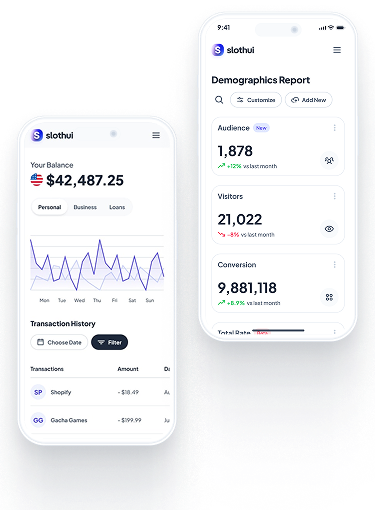 9:41
slothui
Demographics Report
Customize
Add New
Audience New
1,878
+12% vs last month
Visitors
21,022
-8% vs last month
Conversion
9,881,118
+8.9% vs last month
Total Rate
slothui
Your Balance
$42,487.25
Personal Business Loans
Mon Tue Wed Thu Fri Sat Sun
Transaction History
Choose Date
Filter
Transactions Amount Da
SP Shopify -$18.49 Au
GG Gacha Games -$199.99 Ju